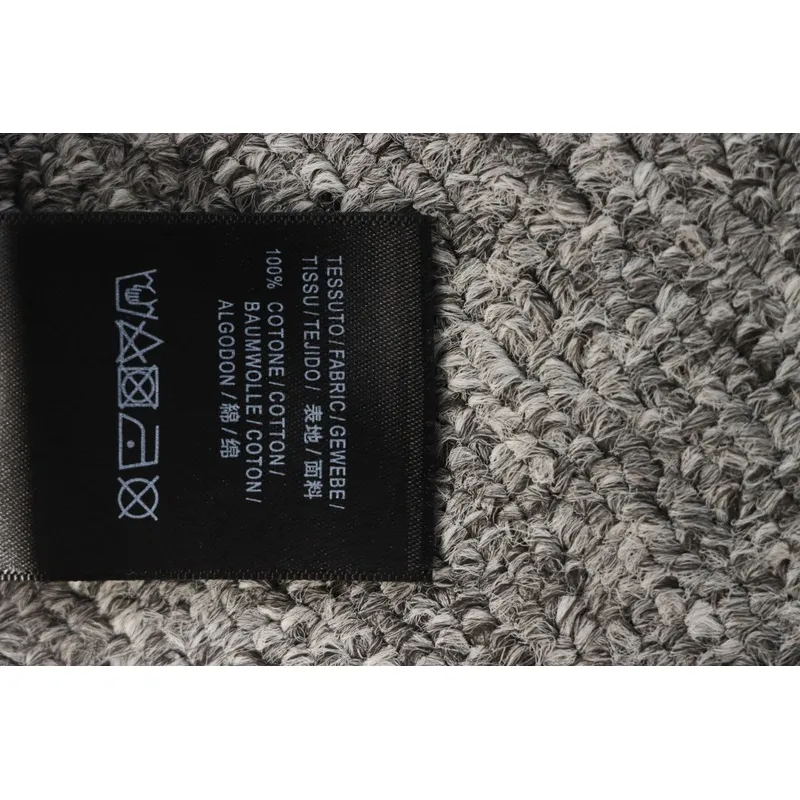 TESSUTO/FABRIC/GEWEBE/
TISSU/TEJIDO/ 表地/面料
100% COTONE/COTTON/
BAUMWOLLE/COTON/
ALGODON/綿/绵